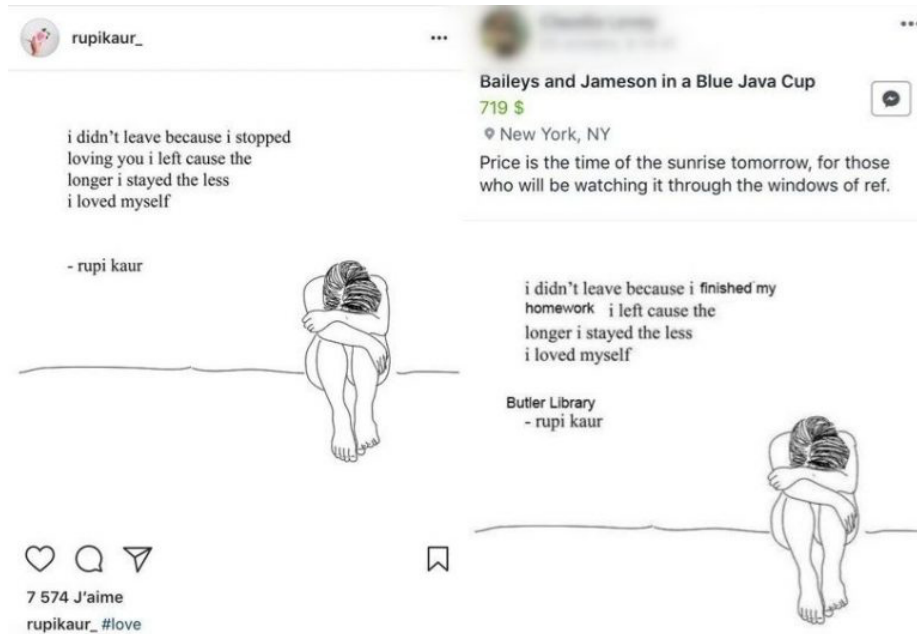 rupikaur_
i didn't leave because i stopped
loving you i left cause the
longer i stayed the less
i loved myself
- rupi kaur
7 574 J'aime
rupikaur_ #love
Baileys and Jameson in a Blue Java Cup
719 $
New York, NY
Price is the time of the sunrise tomorrow, for those
who will be watching it through the windows of ref.
i didn't leave because i finished my
homework i left cause the
longer i stayed the less
i loved myself
Butler Library
- rupi kaur